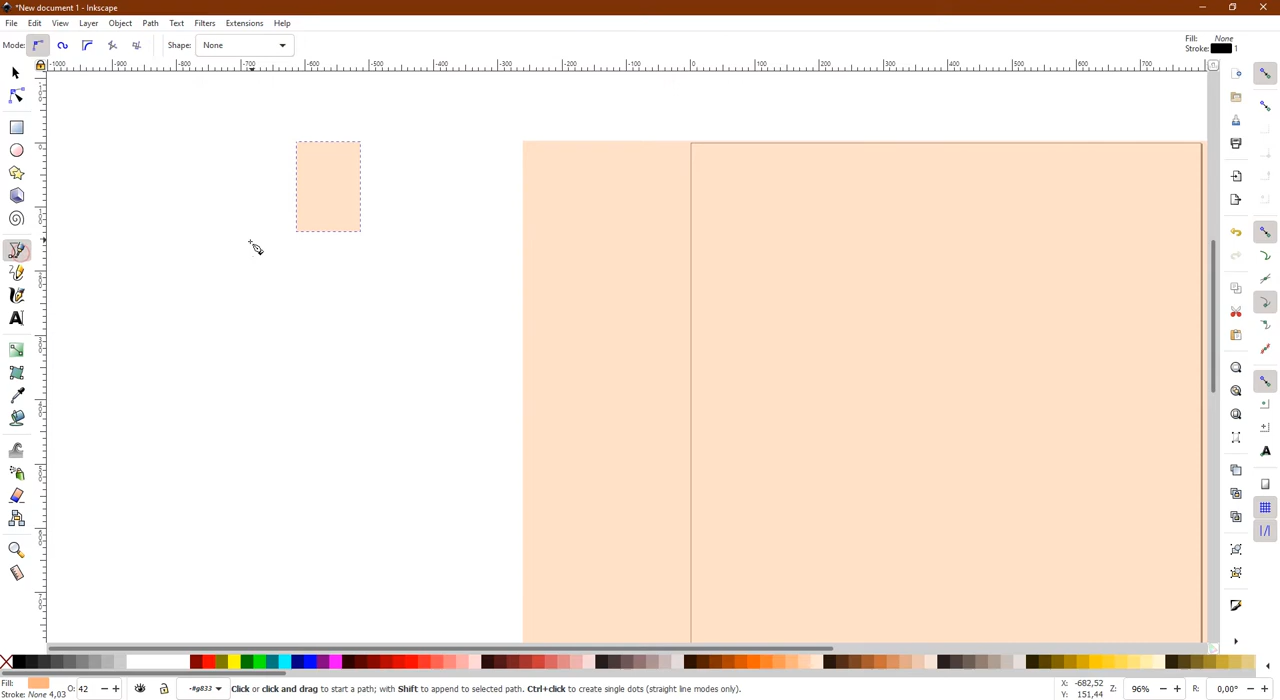 *New document 1 - Inkscape
File Edit View Layer Object Path Text Filters Extensions Help
Mode: Shape: None Fill: None
Stroke: 1
-1000 -900 -800 -700 -600 -500 -400 -300 -200 -100 0 100 200 300 400 500 600 700
Fill: O: 42 -#g833 Click or click and drag to start a path; with Shift to append to selected path. Ctrl+click to create single dots (straight line modes only). X: -682,52 Z: 96% R: 0,00°
Stroke: None 4,03 Y: 151,44